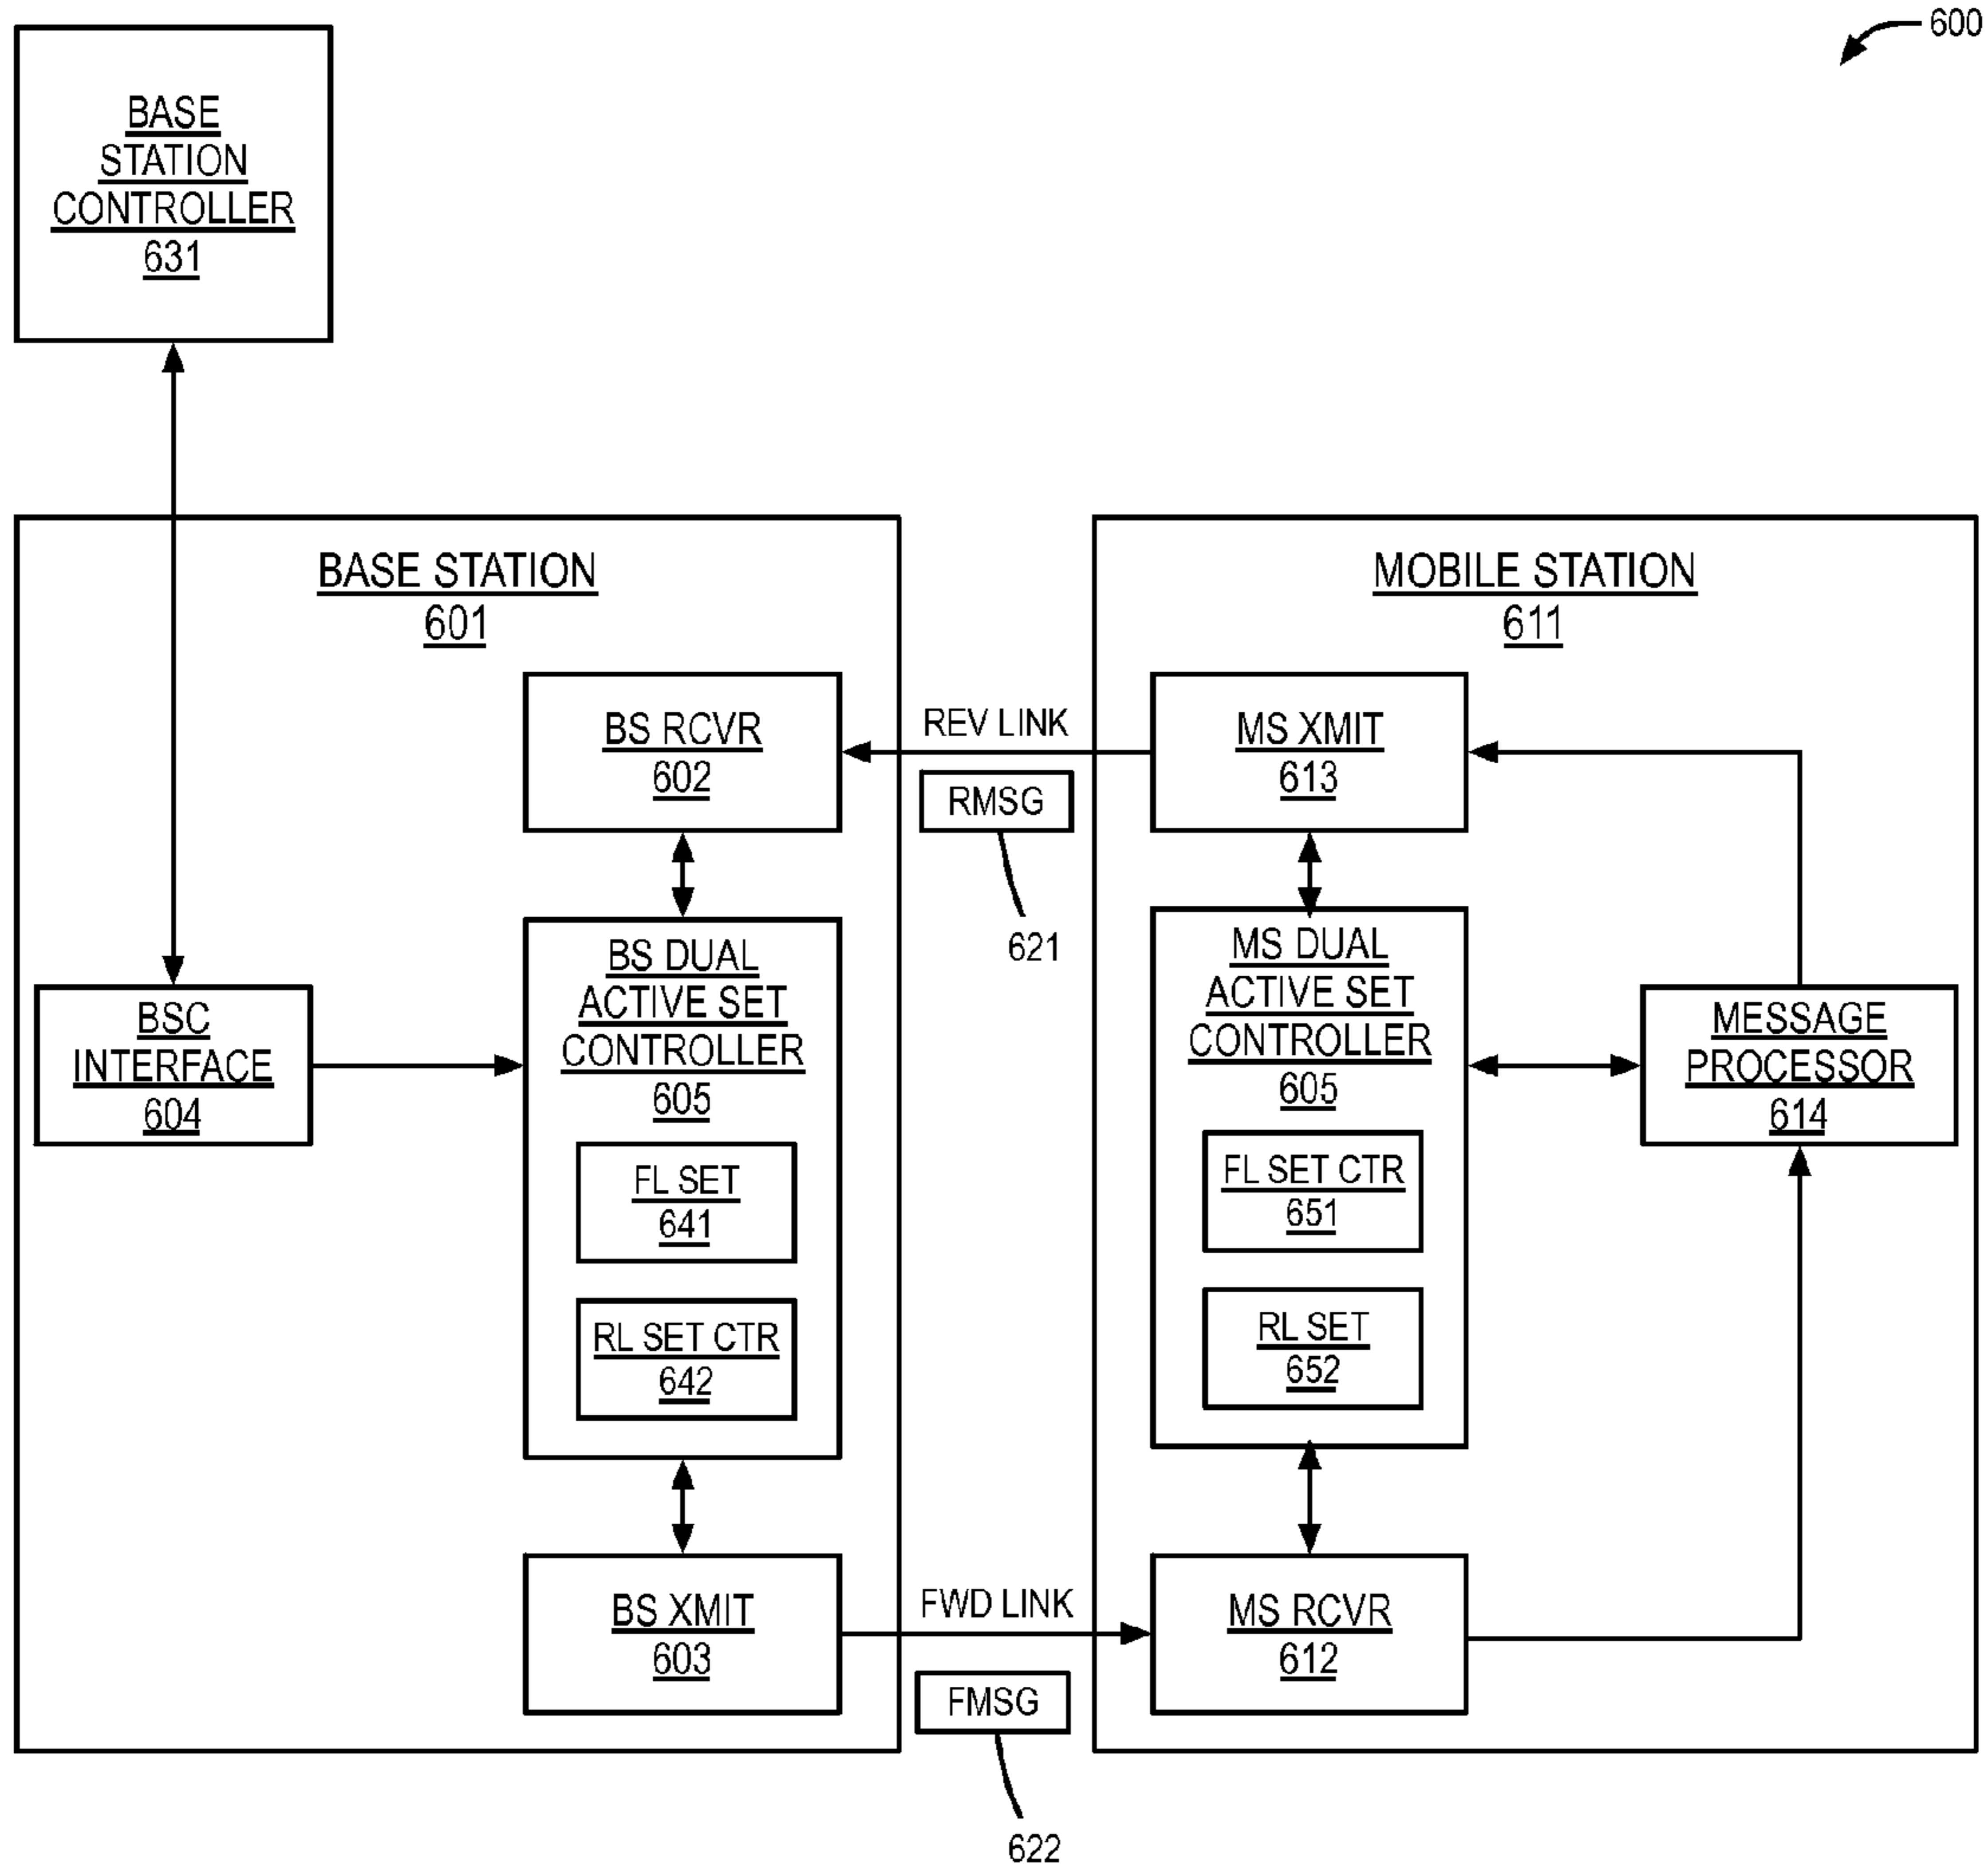 600
BASE
STATION
CONTROLLER
631
BASE STATION
601
MOBILE STATION
611
BS RCVR
602
REV LINK
RMSG
621
MS XMIT
613
BSC
INTERFACE
604
BS DUAL
ACTIVE SET
CONTROLLER
605
FL SET
641
RL SET CTR
642
MS DUAL
ACTIVE SET
CONTROLLER
605
FL SET CTR
651
RL SET
652
MESSAGE
PROCESSOR
614
BS XMIT
603
FWD LINK
FMSG
622
MS RCVR
612